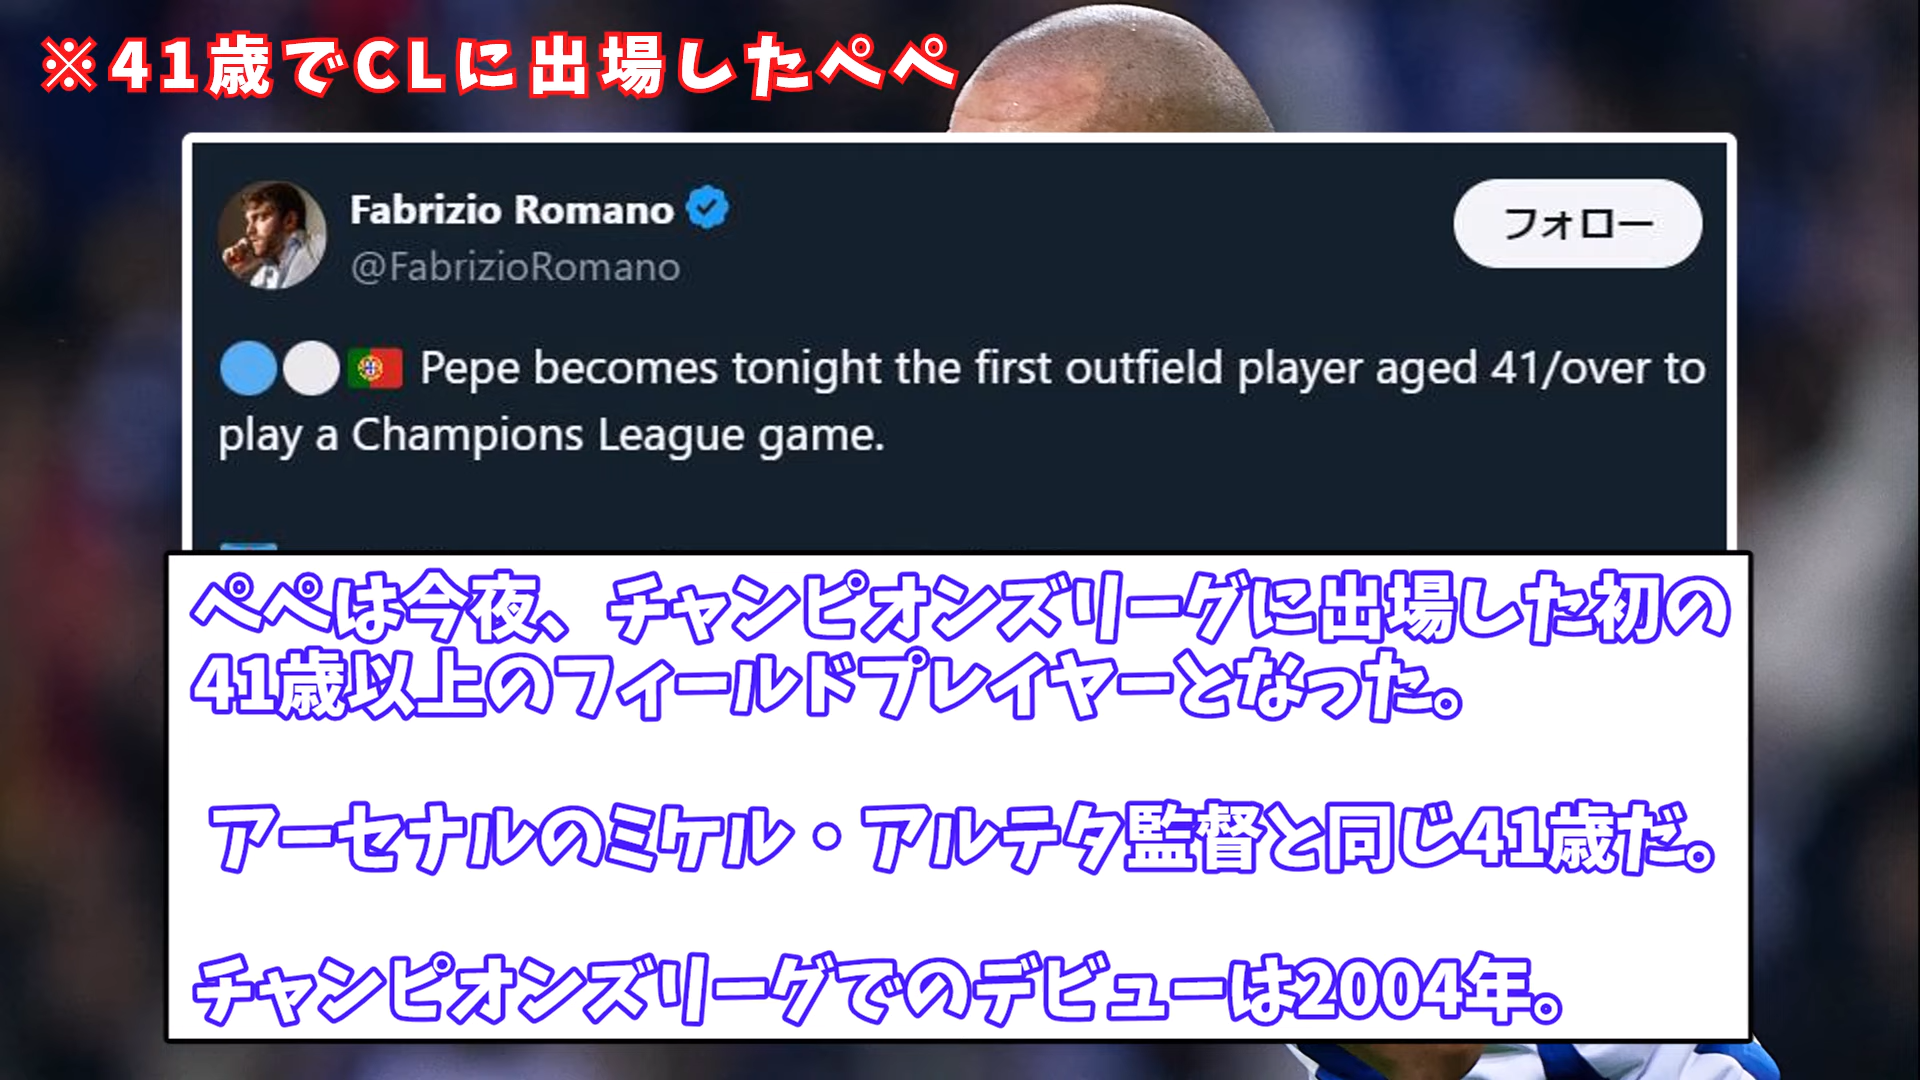 ※41歳でCLに出場したペペ
Fabrizio Romano
@FabrizioRomano
フォロー
Pepe becomes tonight the first outfield player aged 41/over to
play a Champions League game.
ペペは今夜、チャンピオンズリーグに出場した初の
41歳以上のフィールドプレイヤーとなった。
アーセナルのミケル・アルテタ監督と同じ41歳だ。
チャンピオンズリーグでのデビューは2004年。